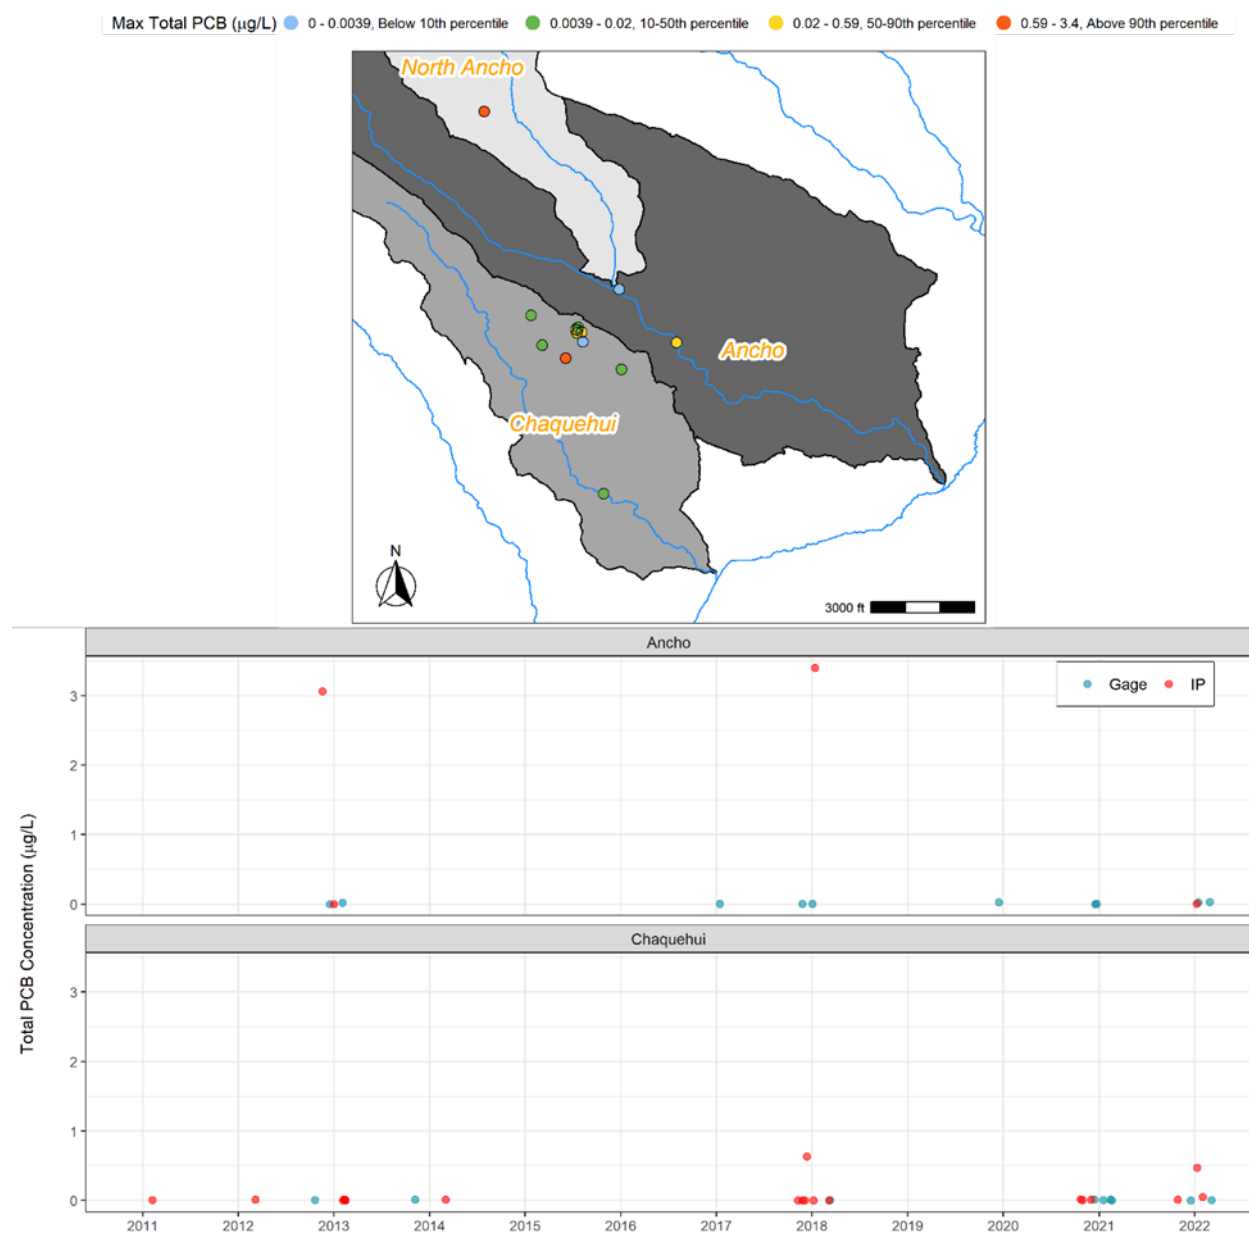 Max Total PCB (µg/L) 0 - 0.0039, Below 10th percentile 0.0039 - 0.02, 10-50th percentile 0.02 - 0.59, 50-90th percentile 0.59 - 3.4, Above 90th percentile
North Ancho
Ancho
Chaquehui
N
3000 ft
Ancho
Gage IP
3
2
1
0
Chaquehui
3
2
1
0
Total PCB Concentration (µg/L)
2011 2012 2013 2014 2015 2016 2017 2018 2019 2020 2021 2022